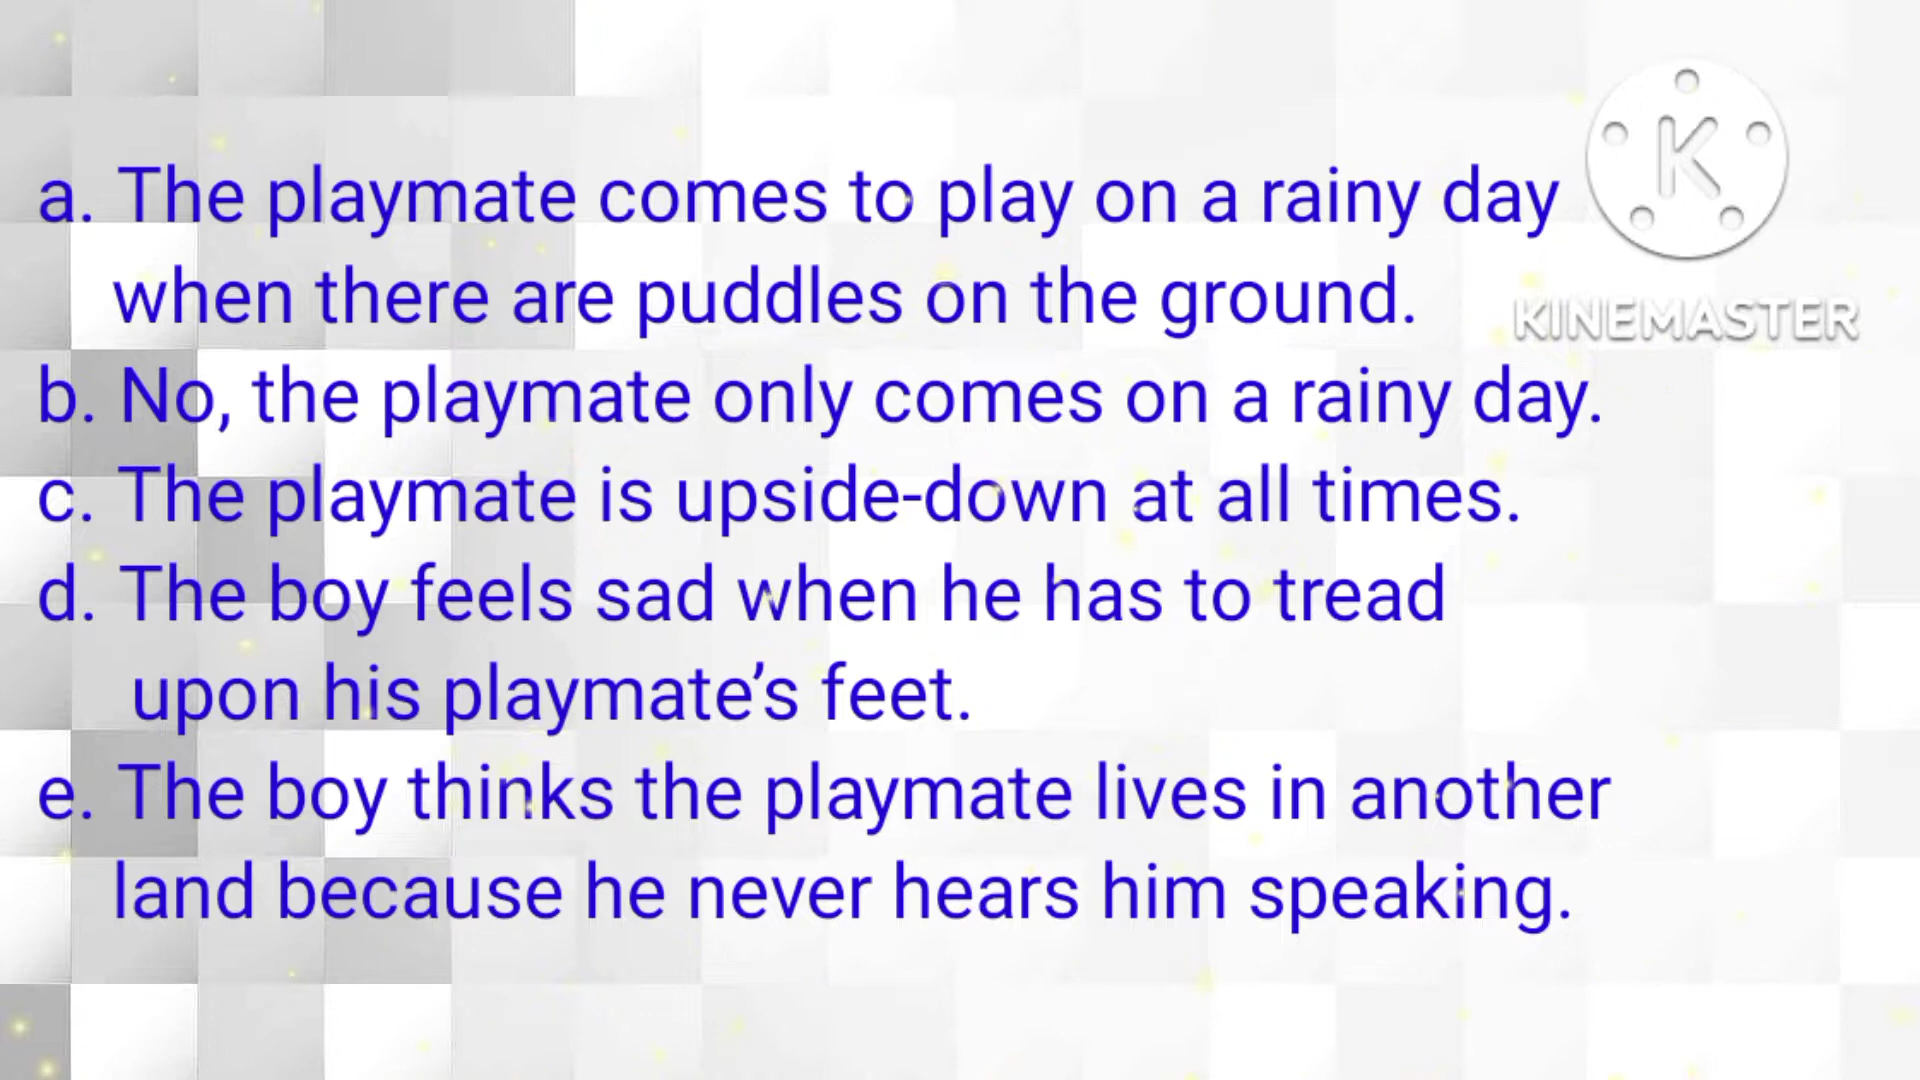 a. The playmate comes to play on a rainy day
when there are puddles on the ground.
b. No, the playmate only comes on a rainy day.
c. The playmate is upside-down at all times.
d. The boy feels sad when he has to tread
upon his playmate’s feet.
e. The boy thinks the playmate lives in another
land because he never hears him speaking.
K
KINEMASTER